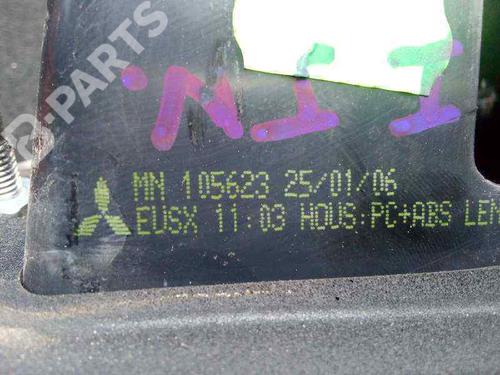 B-PARTS
MN 105623 25/01/06
EUSX 11:03 HOUS:PC+ABS LEN